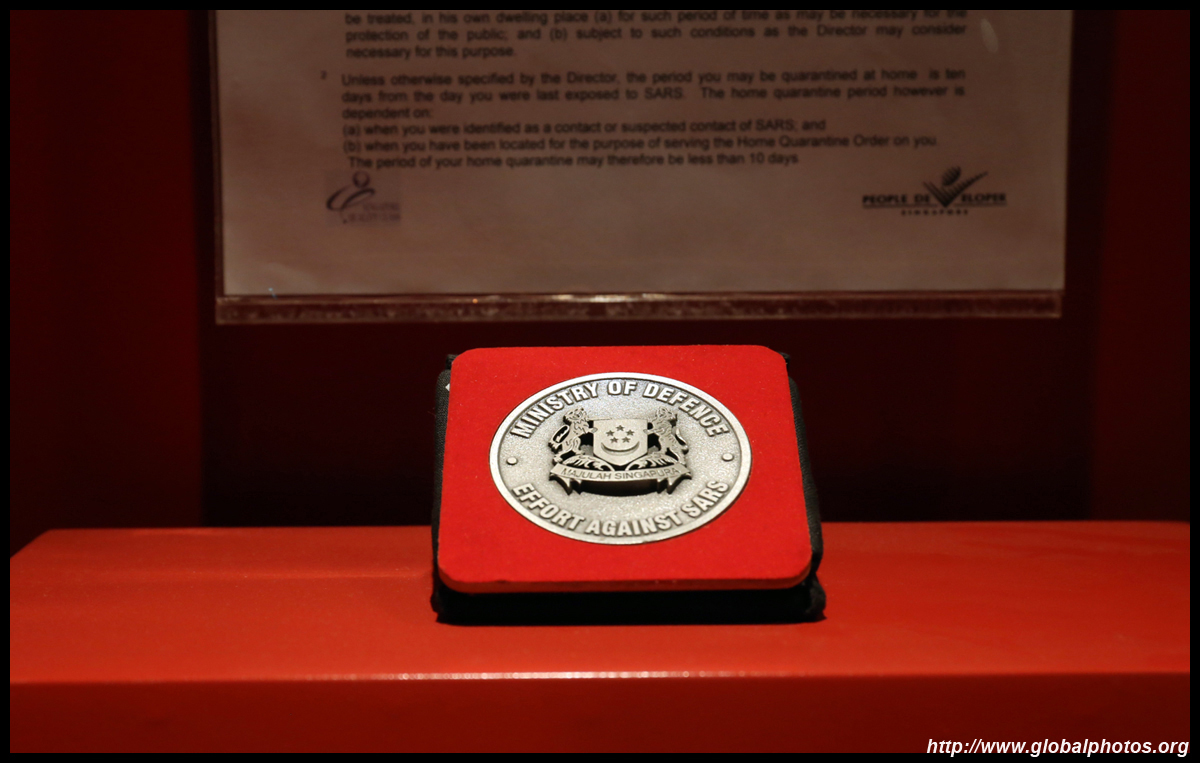 be treated, in his own dwelling place (a) for such period of time as may be necessary for the
protection of the public; and (b) subject to such conditions as the Director may consider
necessary for this purpose.
2 Unless otherwise specified by the Director, the period you may be quarantined at home is ten
days from the day you were last exposed to SARS. The home quarantine period however is
dependent on:
(a) when you were identified as a contact or suspected contact of SARS; and
(b) when you have been located for the purpose of serving the Home Quarantine Order on you.
The period of your home quarantine may therefore be less than 10 days
PEOPLE DEVELOPER
SINGAPORE
MINISTRY OF DEFENCE
MAJULAH SINGAPURA
EFFORT AGAINST SARS
http://www.globalphotos.org